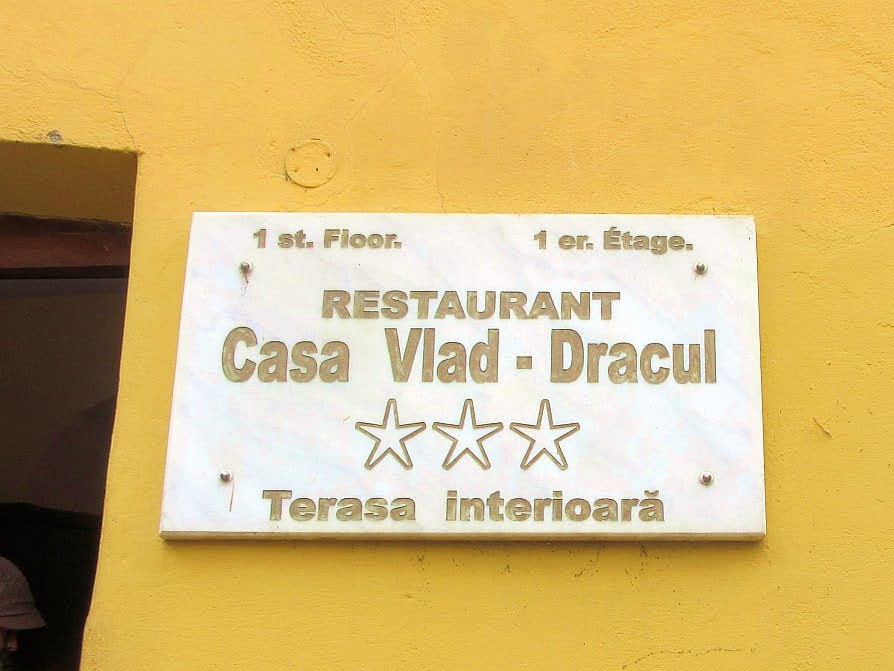 1 st. Floor. 1 er. Étage.
RESTAURANT
Casa Vlad - Dracul
Terasa interioară